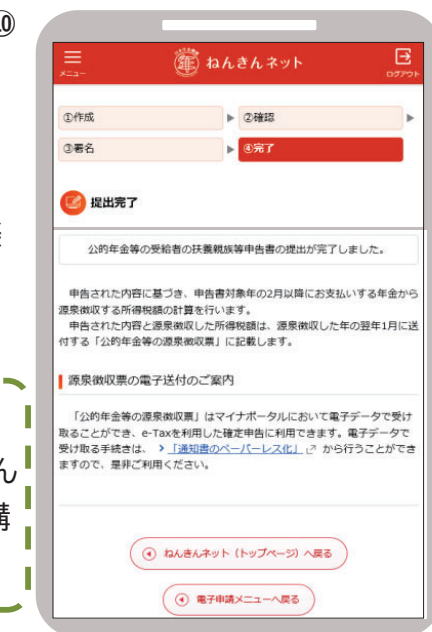 ⑩
メニュー
ねんきんネット
ログアウト
①作成
②確認
③署名
④完了
提出完了
公的年金等の受給者の扶養親族等申告書の提出が完了しました。
申告された内容に基づき、申告書対象年の2月以降にお支払いする年金から
源泉徴収する所得税額の計算を行います。
申告された内容と源泉徴収した所得税額は、源泉徴収した年の翌年1月に送
付する「公的年金等の源泉徴収票」に記載します。
源泉徴収票の電子送付のご案内
「公的年金等の源泉徴収票」はマイナポータルにおいて電子データで受け
取ることができ、e-Taxを利用した確定申告に利用できます。電子データで
受け取る手続きは、 > 「通知書のペーパーレス化」 から行うことができ
ますので、是非ご利用ください。
ん
ねんきんネット（トップページ）へ戻る
電子申請メニューへ戻る